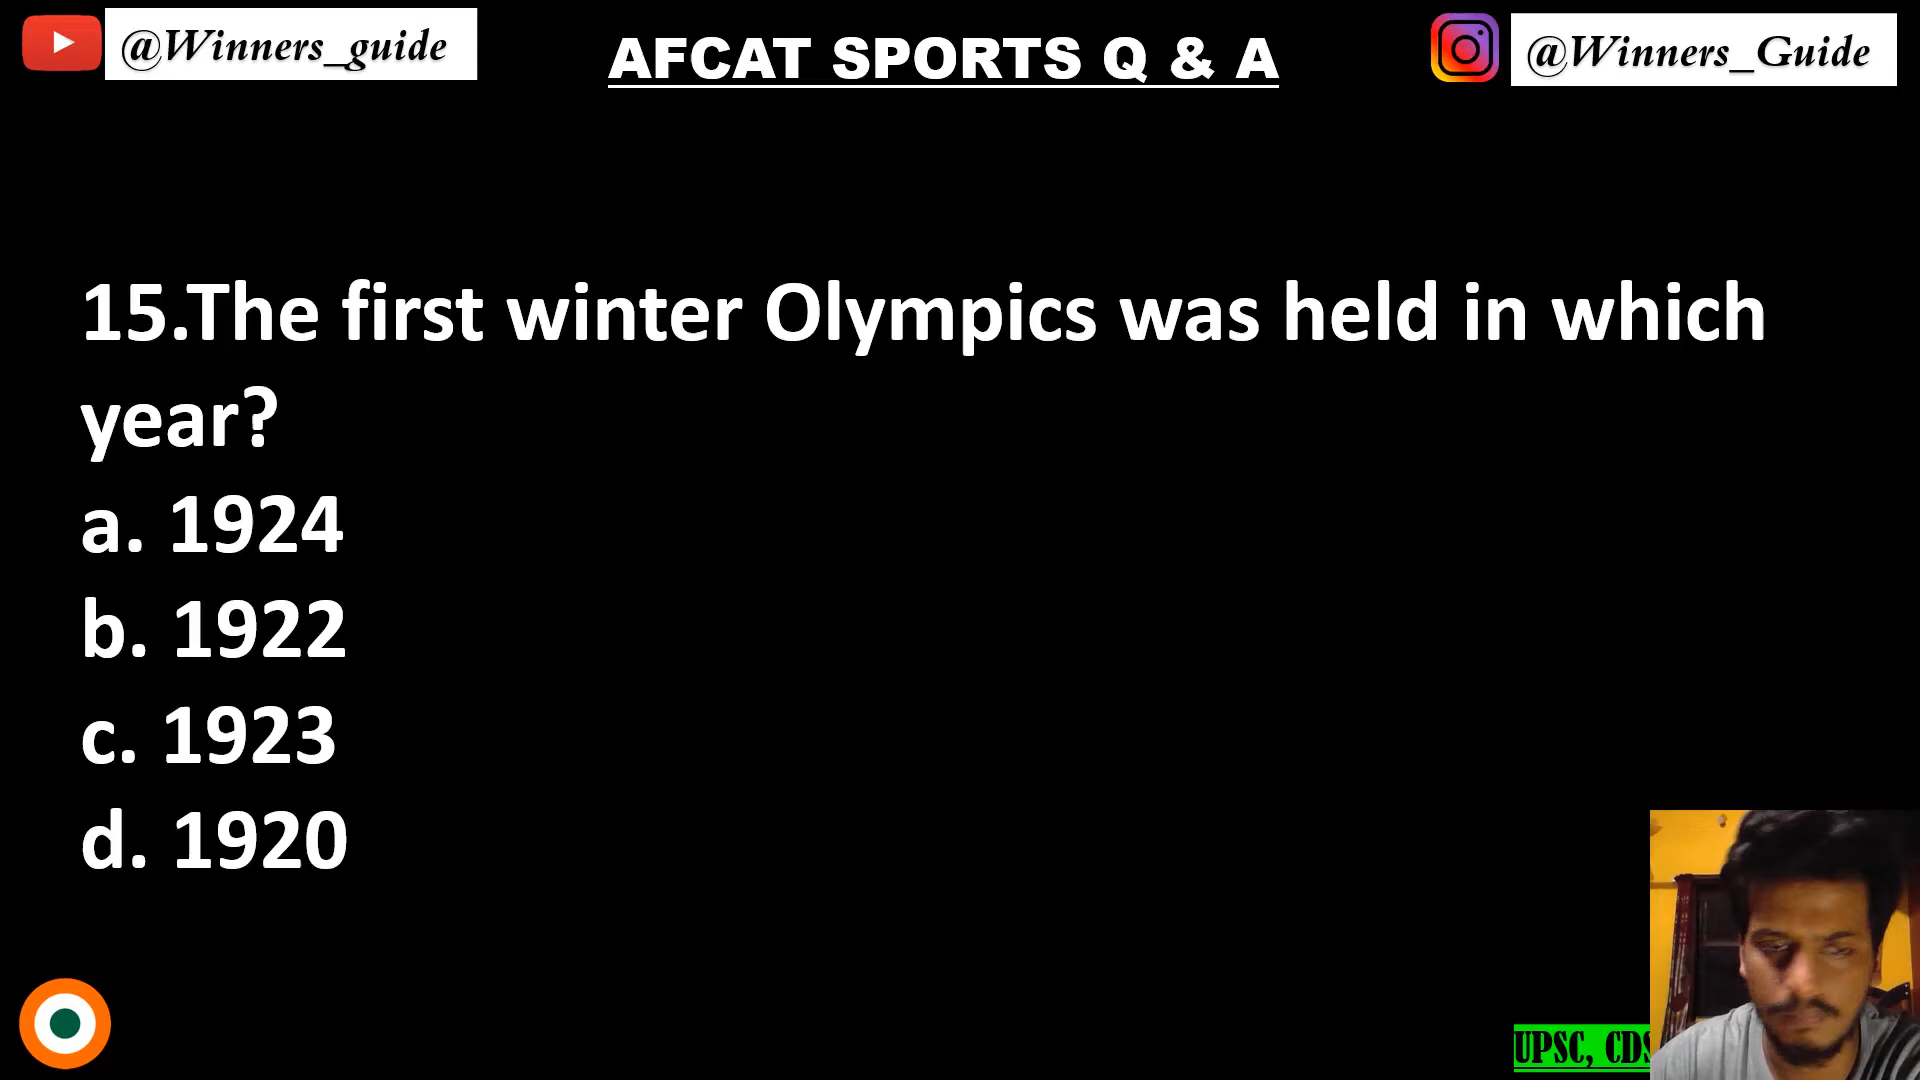 @Winners_guide
AFCAT SPORTS Q & A
@Winners_Guide
15.The first winter Olympics was held in which
year?
a. 1924
b. 1922
c. 1923
d. 1920
UPSC, CDS